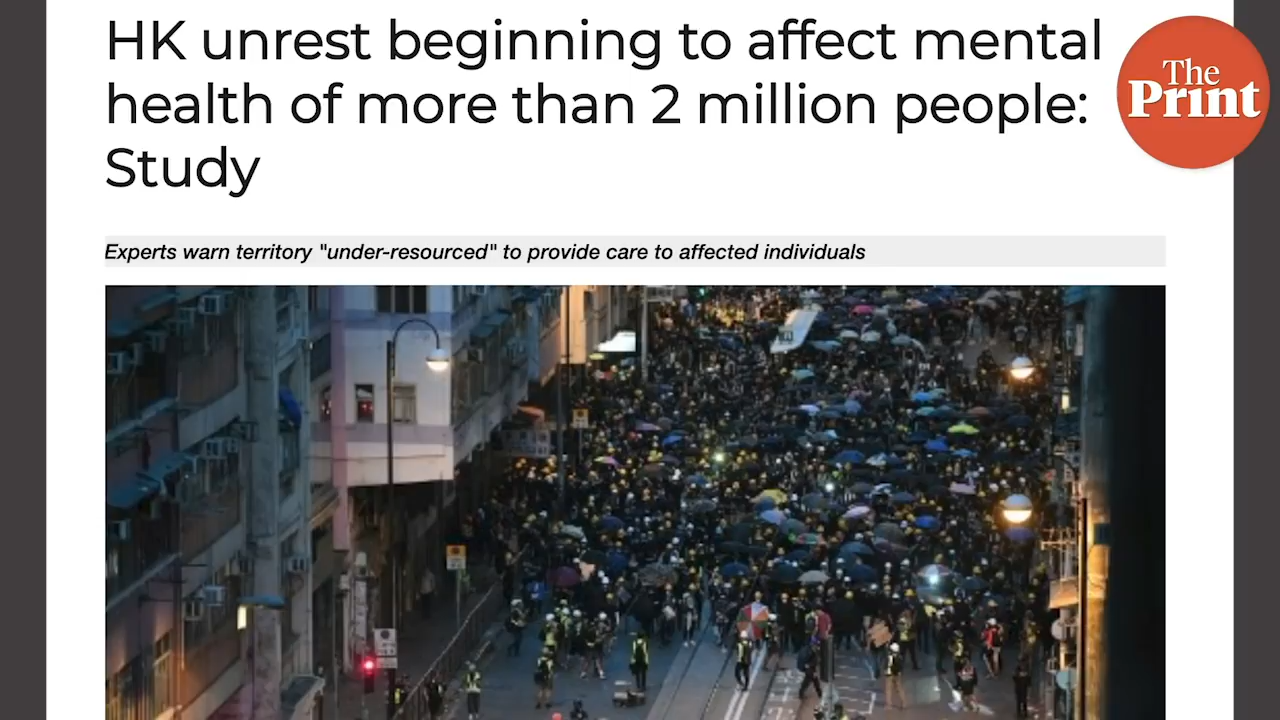 HK unrest beginning to affect mental
health of more than 2 million people:
Study
The
Print
Experts warn territory "under-resourced" to provide care to affected individuals